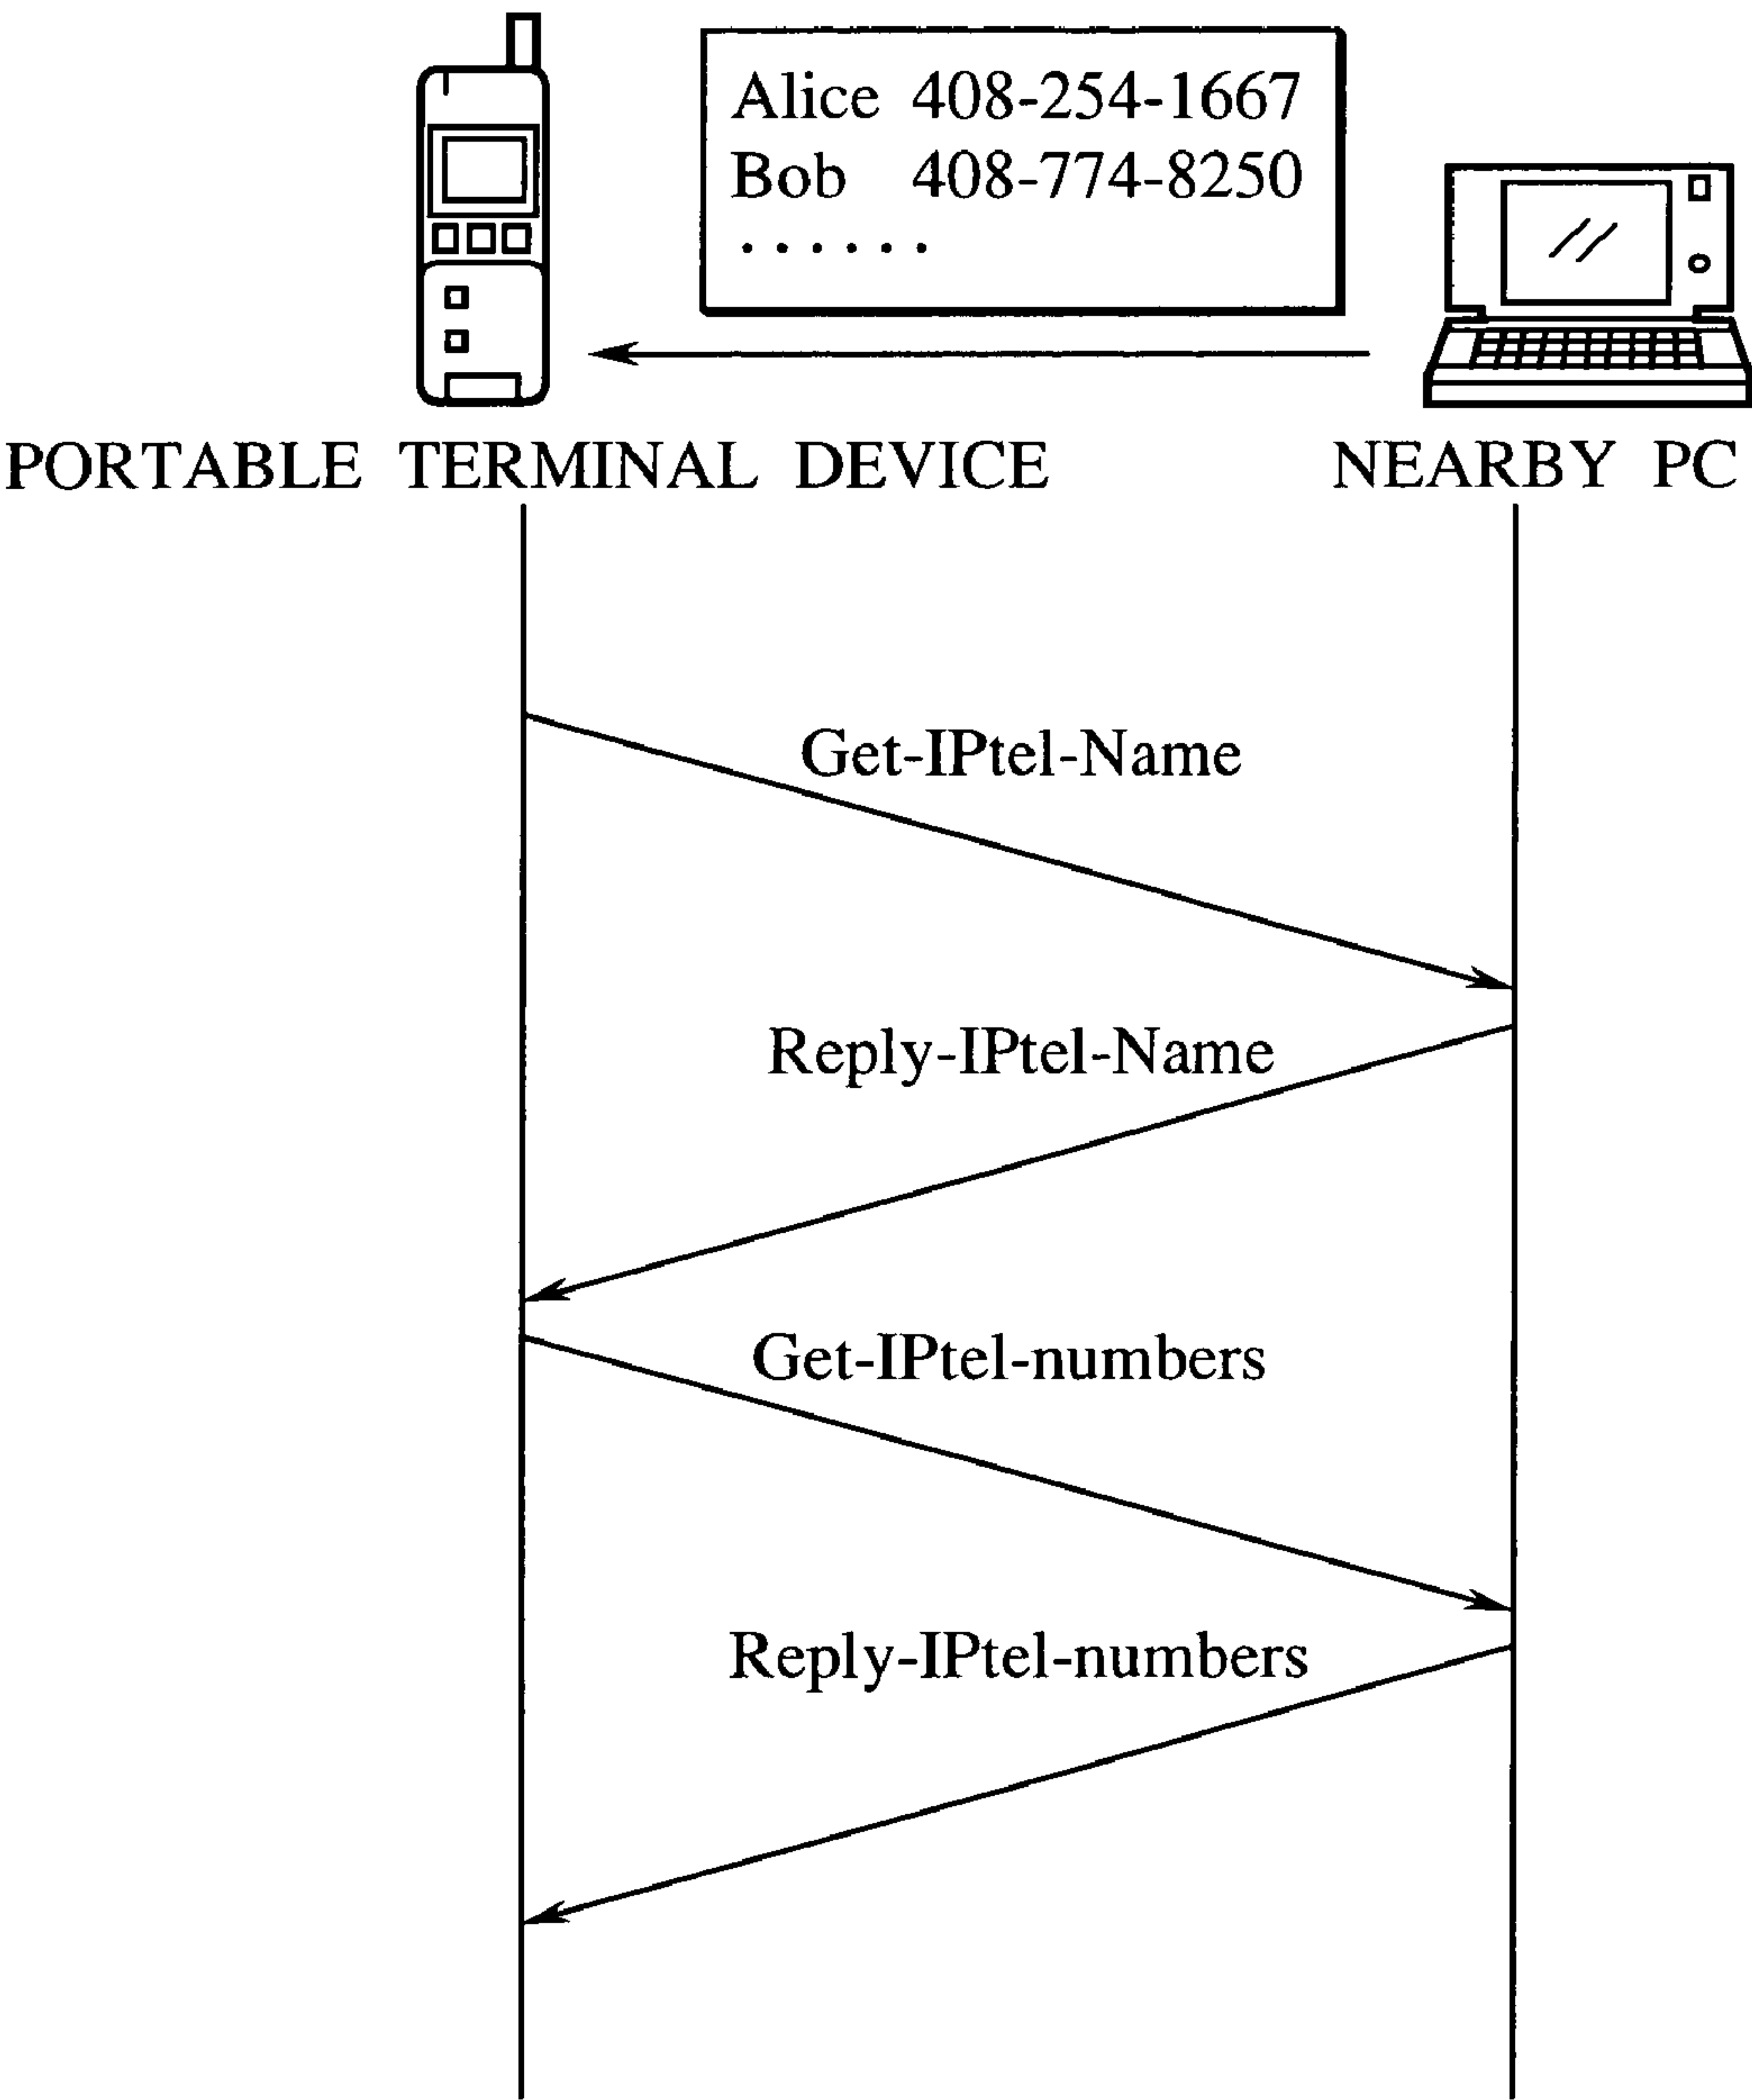 Alice 408-254-1667
Bob 408-774-8250
. . . . . .
PORTABLE TERMINAL DEVICE
NEARBY PC
Get-IPtel-Name
Reply-IPtel-Name
Get-IPtel-numbers
Reply-IPtel-numbers